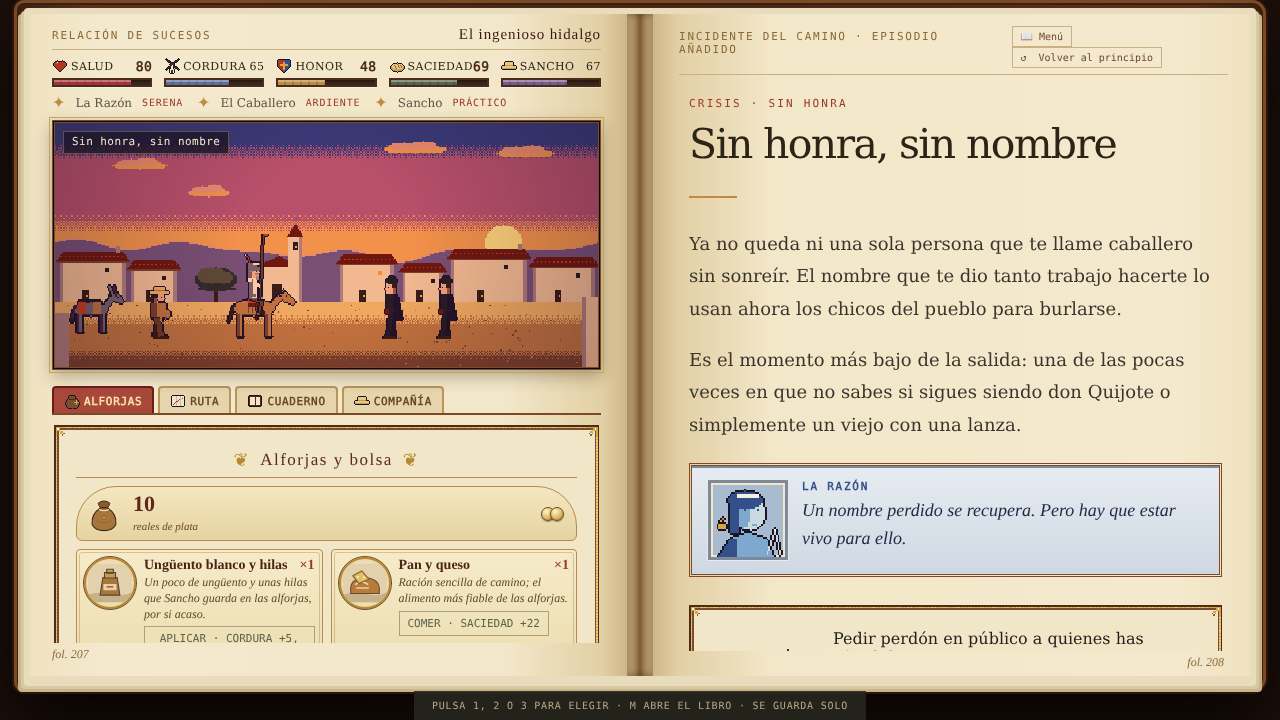 RELACIÓN DE SUCESOS
El ingenioso hidalgo
SALUD 80
CORDURA 65
HONOR 48
SACIEDAD 69
SANCHO 67
La Razón SERENA
El Caballero ARDIENTE
Sancho PRÁCTICO
Sin honra, sin nombre
ALFORJAS
RUTA
CUADERNO
COMPAÑÍA
Alforjas y bolsa
10
reales de plata
Ungüento blanco y hilas ×1
Un poco de ungüento y unas hilas
que Sancho guarda en las alforjas,
por si acaso.
APLICAR · CORDURA +5,
Pan y queso ×1
Ración sencilla de camino; el
alimento más fiable de las alforjas.
COMER · SACIEDAD +22
fol. 207
INCIDENTE DEL CAMINO · EPISODIO
AÑADIDO
Menú
↺ Volver al principio
CRISIS · SIN HONRA
Sin honra, sin nombre
Ya no queda ni una sola persona que te llame caballero
sin sonreír. El nombre que te dio tanto trabajo hacerte lo
usan ahora los chicos del pueblo para burlarse.
Es el momento más bajo de la salida: una de las pocas
veces en que no sabes si sigues siendo don Quijote o
simplemente un viejo con una lanza.
LA RAZÓN
Un nombre perdido se recupera. Pero hay que estar
vivo para ello.
Pedir perdón en público a quienes has
fol. 208
PULSA 1, 2 O 3 PARA ELEGIR · M ABRE EL LIBRO · SE GUARDA SOLO